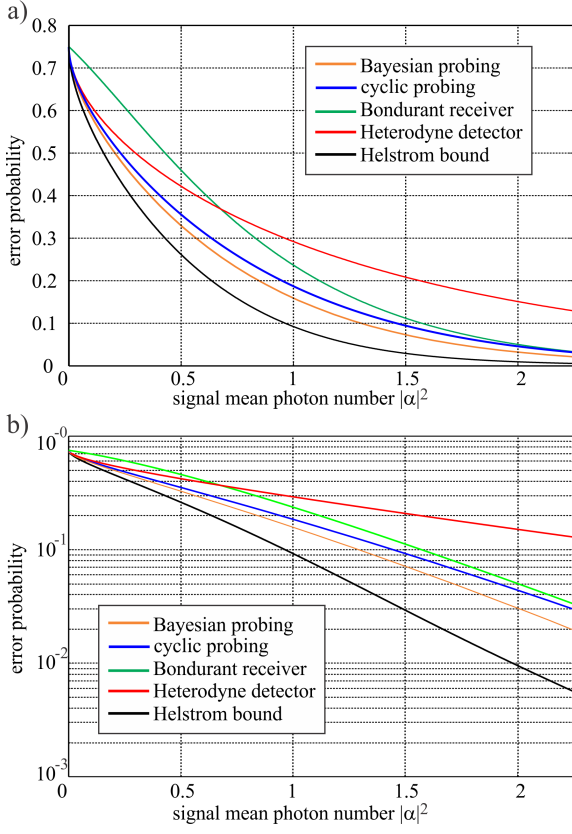 a)
0.8
0.7
0.6
0.5
0.4
0.3
0.2
0.1
0
error probability
Bayesian probing
cyclic probing
Bondurant receiver
Heterodyne detector
Helstrom bound
0 0.5 1 1.5 2
signal mean photon number |α|²
b)
10⁻⁰
10⁻¹
10⁻²
10⁻³
error probability
Bayesian probing
cyclic probing
Bondurant receiver
Heterodyne detector
Helstrom bound
0 0.5 1 1.5 2
signal mean photon number |α|²